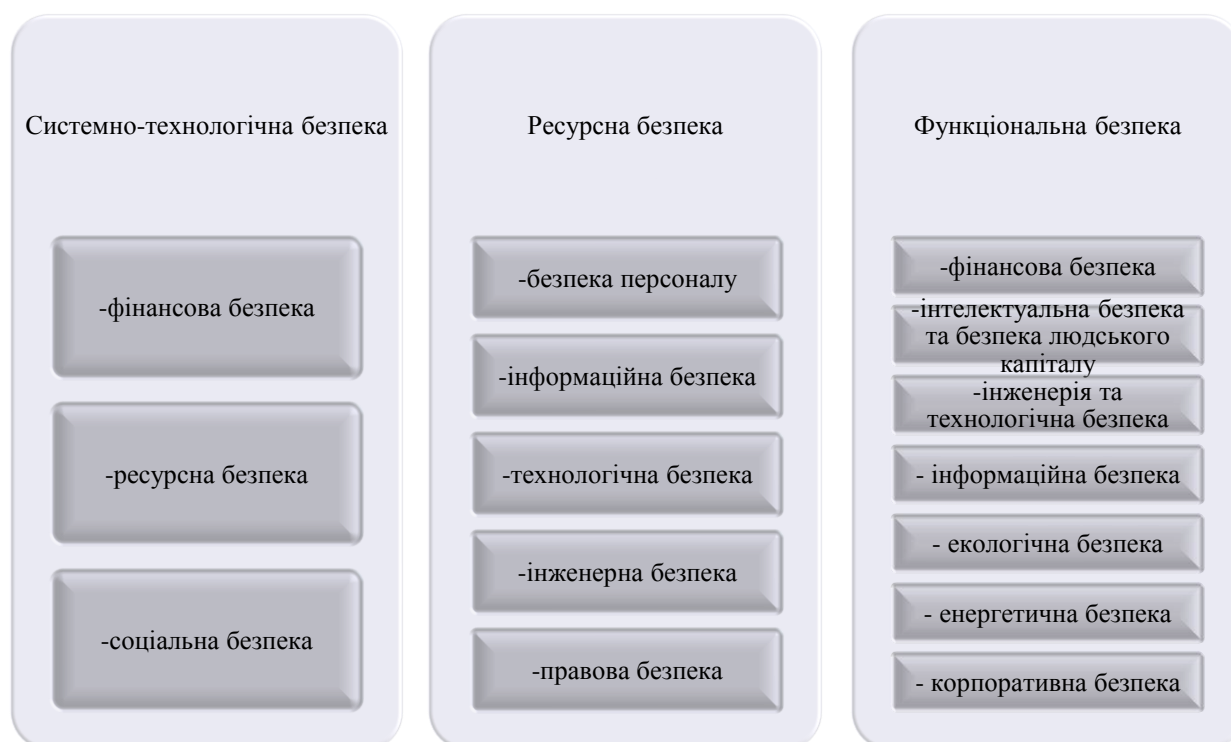 Системно-технологічна безпека
-фінансова безпека
-ресурсна безпека
-соціальна безпека
Ресурсна безпека
-безпека персоналу
-інформаційна безпека
-технологічна безпека
-інженерна безпека
-правова безпека
Функціональна безпека
-фінансова безпека
-інтелектуальна безпека
та безпека людського
капіталу
-інженерія та
технологічна безпека
- інформаційна безпека
- екологічна безпека
- енергетична безпека
- корпоративна безпека